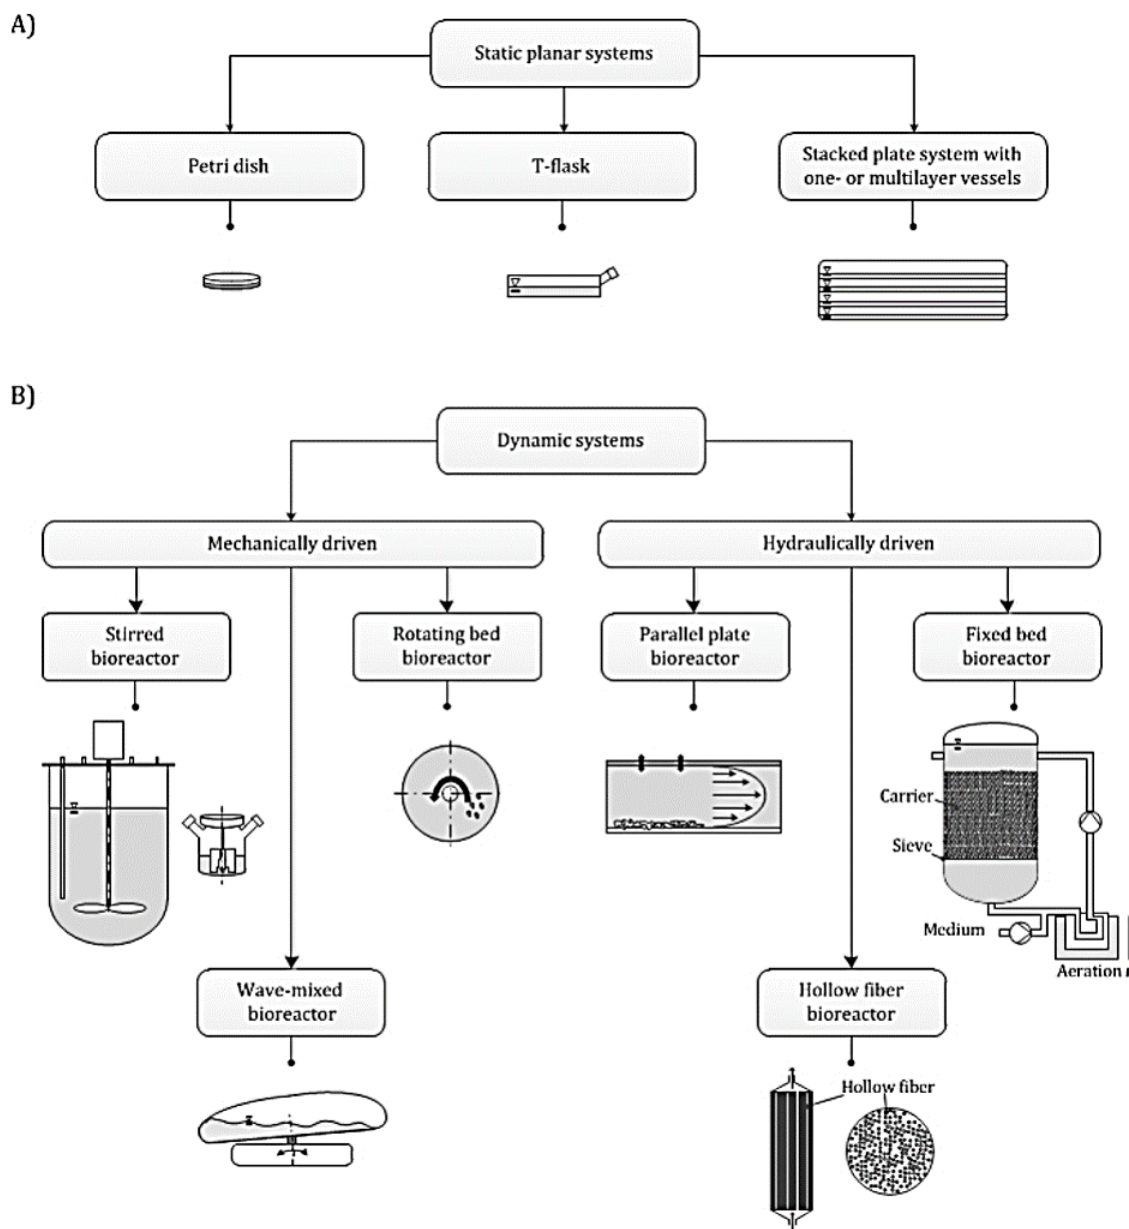 A)
Static planar systems
Petri dish
T-flask
Stacked plate system with
one- or multilayer vessels
B)
Dynamic systems
Mechanically driven
Hydraulically driven
Stirred
bioreactor
Rotating bed
bioreactor
Parallel plate
bioreactor
Fixed bed
bioreactor
Carrier
Sieve
Medium
Aeration
Wave-mixed
bioreactor
Hollow fiber
bioreactor
Hollow fiber